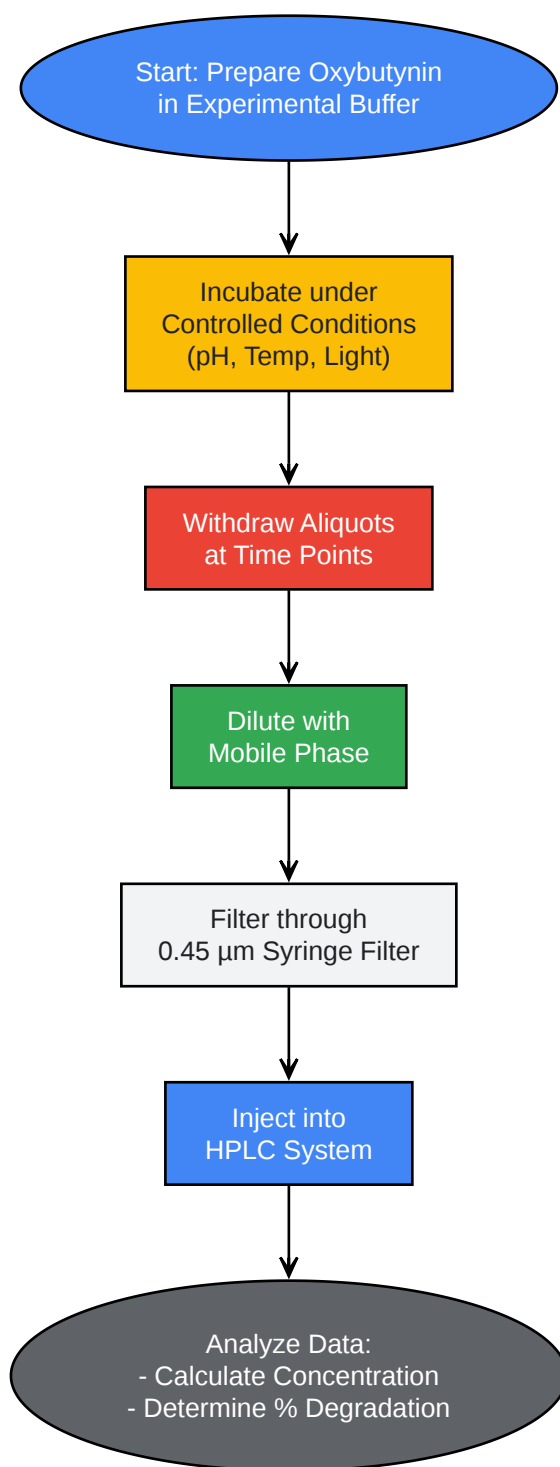 Start: Prepare Oxybutynin
in Experimental Buffer
Incubate under
Controlled Conditions
(pH, Temp, Light)
Withdraw Aliquots
at Time Points
Dilute with
Mobile Phase
Filter through
0.45 µm Syringe Filter
Inject into
HPLC System
Analyze Data:
- Calculate Concentration
- Determine % Degradation